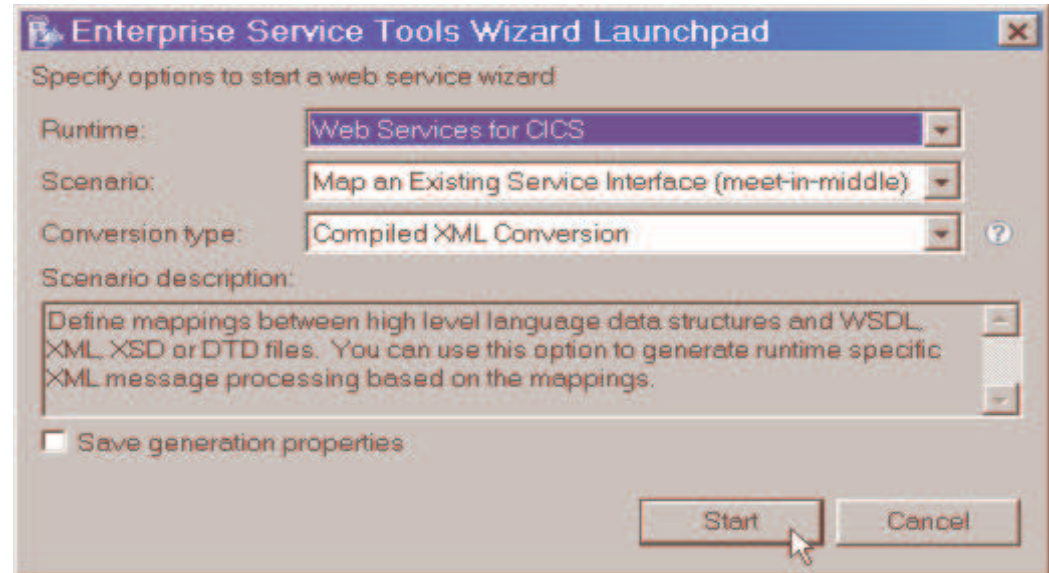 Enterprise Service Tools Wizard Launchpad
Specify options to start a web service wizard
Runtime:
Web Services for CICS
Scenario:
Map an Existing Service Interface (meet-in-middle)
Conversion type:
Compiled XML Conversion
?
Scenario description:
Define mappings between high level language data structures and WSDL,
XML, XSD or DTD files. You can use this option to generate runtime specific
XML message processing based on the mappings.
Save generation properties
Start
Cancel